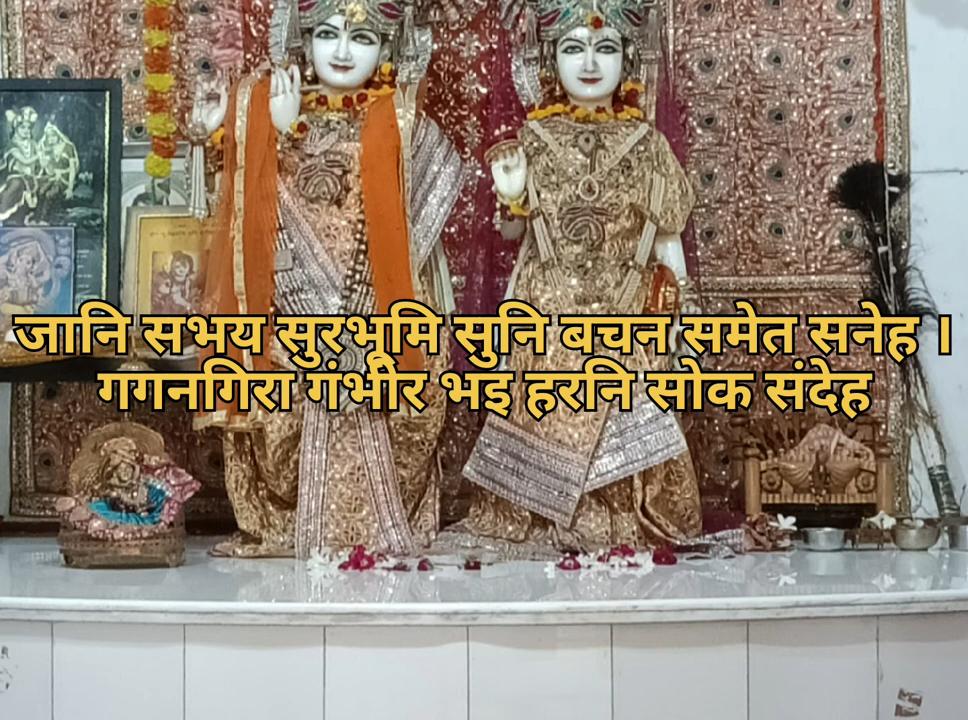 जानि सभय सुरभूमि सुनि बचन समेत सनेह ।
गगनगिरा गंभीर भइ हरनि सोक संदेह